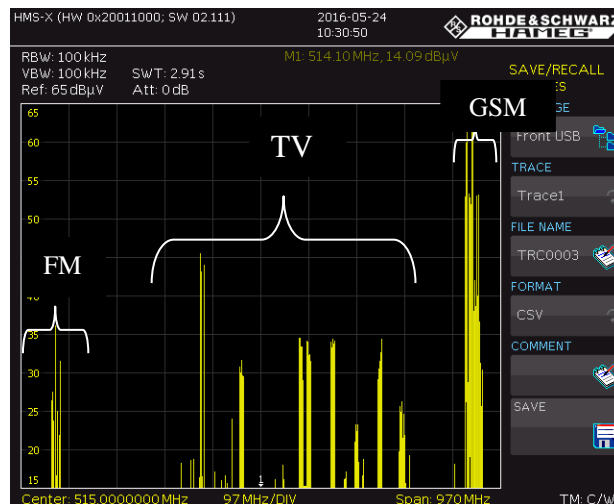 HMS-X (HW 0x20011000; SW 02.111)
2016-05-24
10:30:50
ROHDE&SCHWARZ
HAMEG®
RBW: 100 kHz
VBW: 100 kHz
SWT: 2.91 s
Ref: 65 dBµV
Att: 0 dB
M1: 514.10 MHz, 14.09 dBµV
SAVE/RECALL
GSM
Front USB
TRACE
Trace1
FILE NAME
TRC0003
FORMAT
CSV
COMMENT
SAVE
65
60
55
50
35
30
25
20
15
TV
FM
1
Center: 515.0000000 MHz
97 MHz/DIV
Span: 970 MHz
TM: C/W